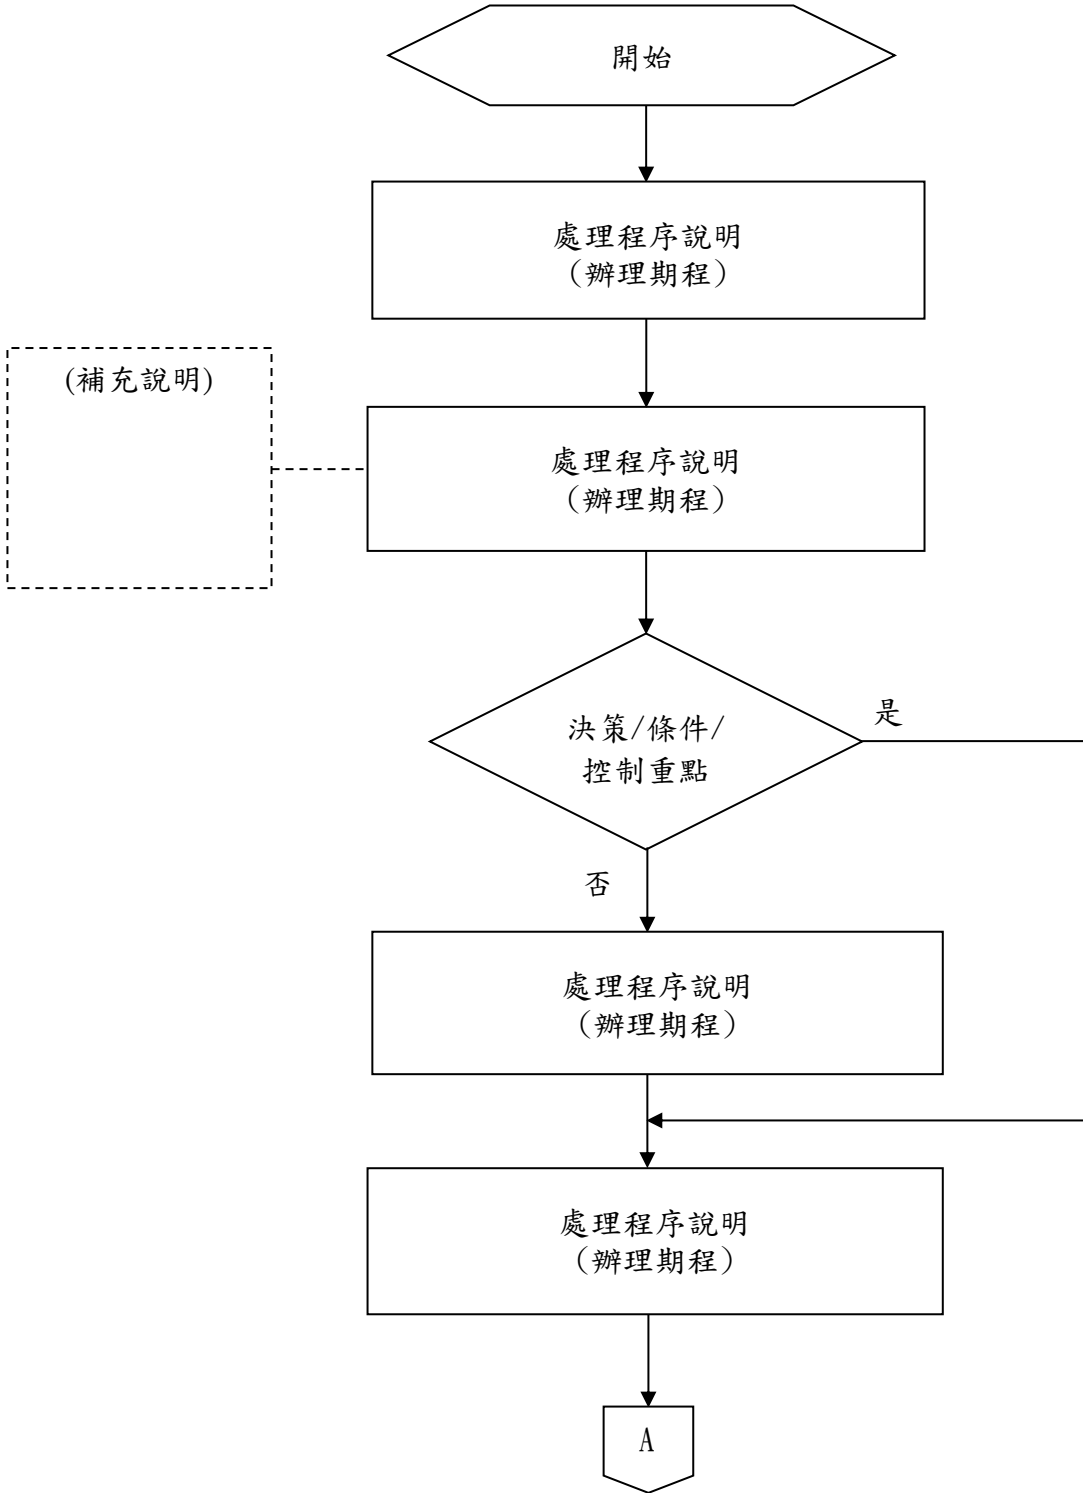 開始
處理程序說明
（辦理期程）
(補充說明)
處理程序說明
（辦理期程）
決策/條件/
控制重點
是
否
處理程序說明
（辦理期程）
處理程序說明
（辦理期程）
A